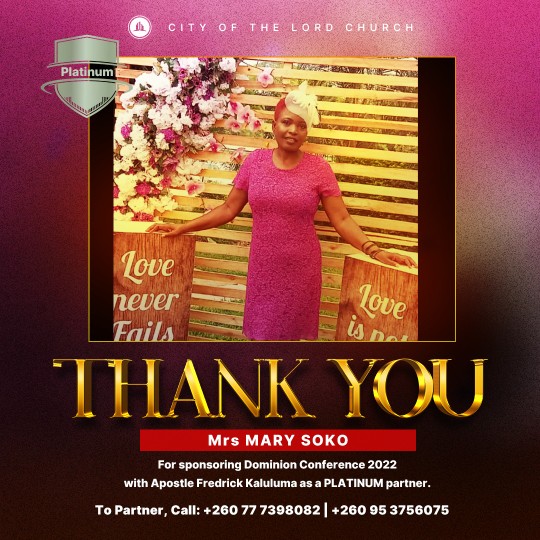 CITY OF THE LORD CHURCH
Platinum
Love
never
Fails
Love
is not
THANK YOU
Mrs MARY SOKO
For sponsoring Dominion Conference 2022
with Apostle Fredrick Kaluluma as a PLATINUM partner.
To Partner, Call: +260 77 7398082 | +260 95 3756075